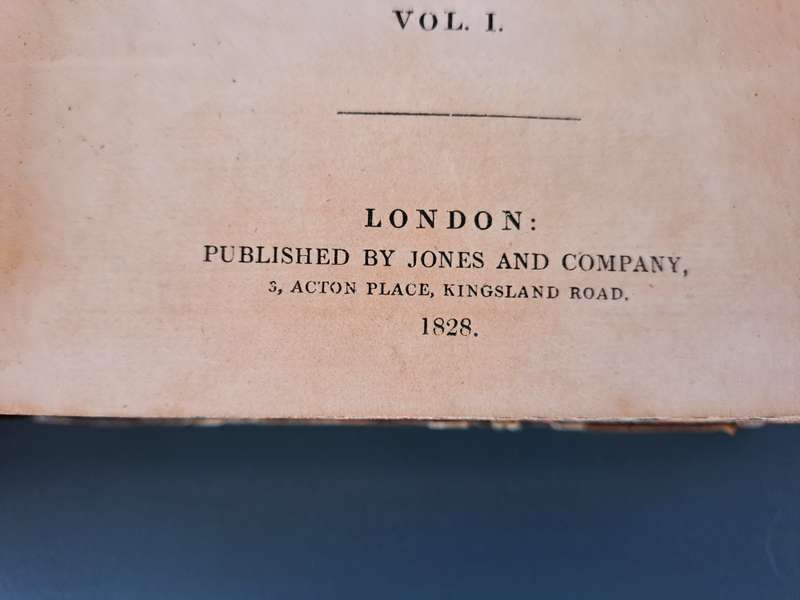 VOL. I.
LONDON:
PUBLISHED BY JONES AND COMPANY,
3, ACTON PLACE, KINGSLAND ROAD.
1828.